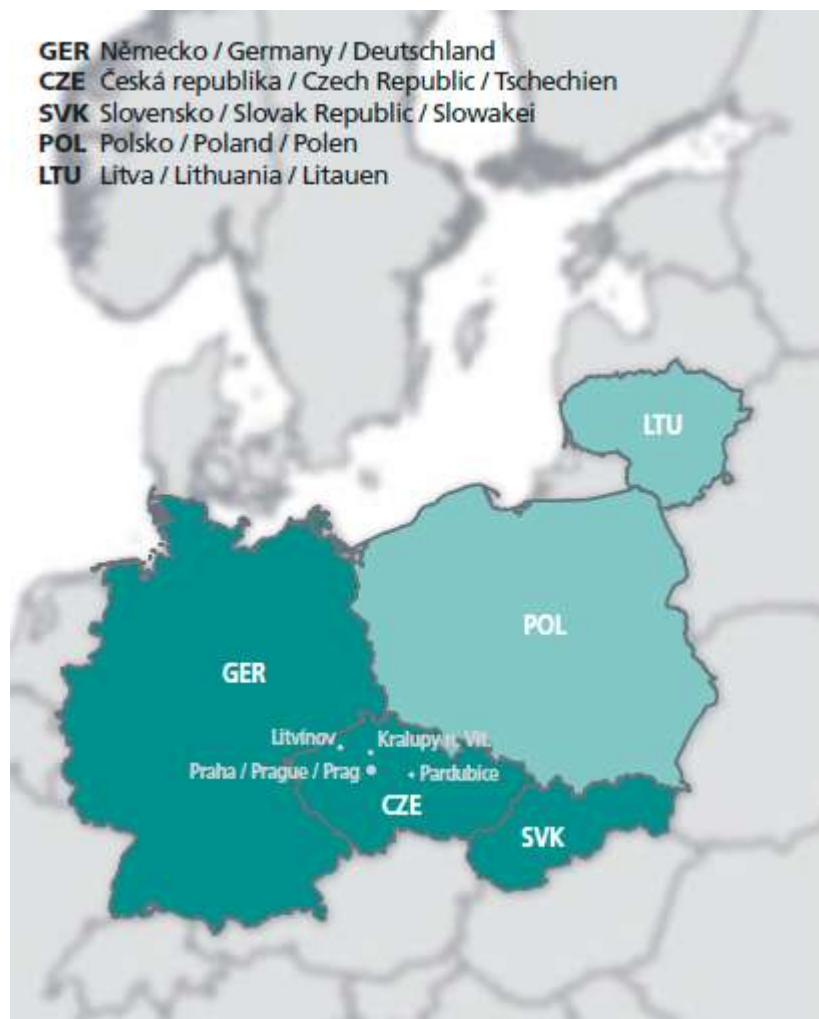 GER Německo / Germany / Deutschland
CZE Česká republika / Czech Republic / Tschechien
SVK Slovensko / Slovak Republic / Slowakei
POL Polsko / Poland / Polen
LTU Litva / Lithuania / Litauen
LTU
POL
GER
Litvínov
Kralupy n. Vlt.
Praha / Prague / Prag
Pardubice
CZE
SVK